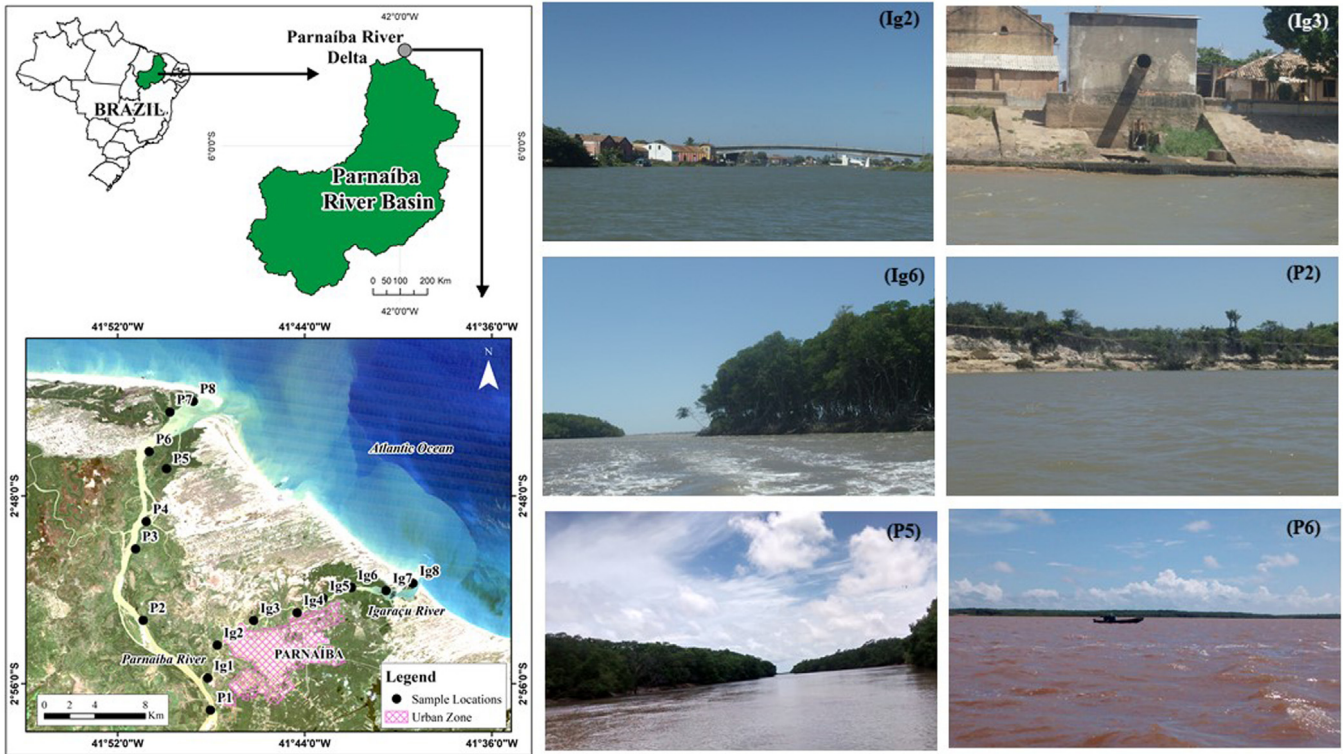 42°0'0"W
Parnaíba River
Delta
BRAZIL
6°0'0"S
6°0'0"S
Parnaíba
River Basin
0 50 100 200 Km
42°0'0"W
41°52'0"W
41°44'0"W
41°36'0"W
N
P8
P7
P6
P5
Atlantic Ocean
2°48'0"S
2°48'0"S
P4
P3
Ig8
Ig7
Ig6
Ig5
Ig4
Igaraçu River
Ig3
P2
Ig2
PARNAÍBA
Parnaíba River
Ig1
P1
Legend
Sample Locations
Urban Zone
2°56'0"S
2°56'0"S
0 2 4 8
Km
41°52'0"W
41°44'0"W
41°36'0"W
(Ig2)
(Ig3)
(Ig6)
(P2)
(P5)
(P6)